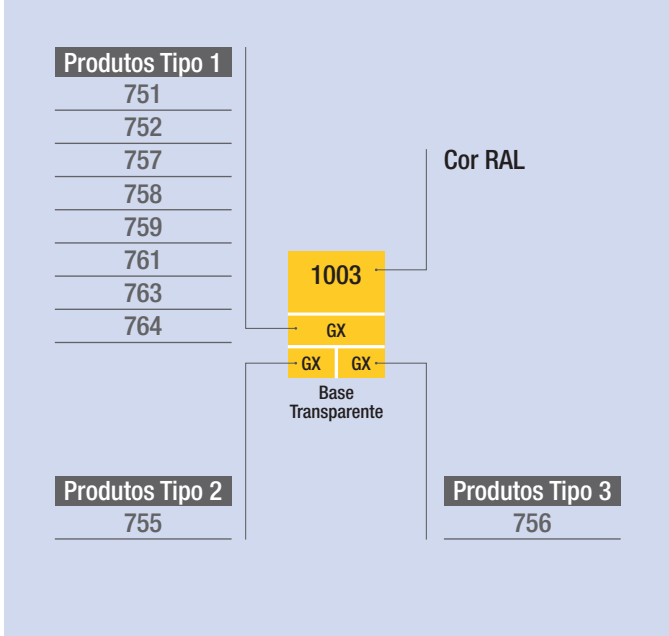 Produtos Tipo 1
751
752
757
758
759
761
763
764
Cor RAL
1003
GX
GX GX
Base
Transparente
Produtos Tipo 2
755
Produtos Tipo 3
756